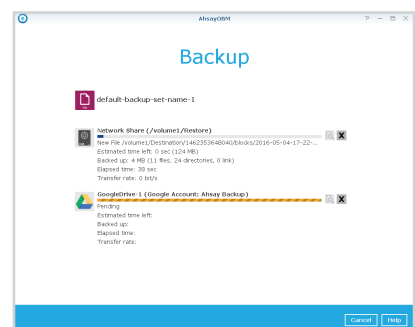 AhsayOBM
Backup
default-backup-set-name-1
Network Share (/volume1/Restore)
New File /volume1/Destination/1462353648040/blocks/2016-05-04-17-22-...
Estimated time left: 0 sec (124 MB)
Backed up: 4 MB (11 files, 24 directories, 0 link)
Elapsed time: 38 sec
Transfer rate: 0 bit/s
GoogleDrive-1 (Google Account: Ahsay Backup)
Pending
Estimated time left:
Backed up:
Elapsed time:
Transfer rate:
Cancel Help